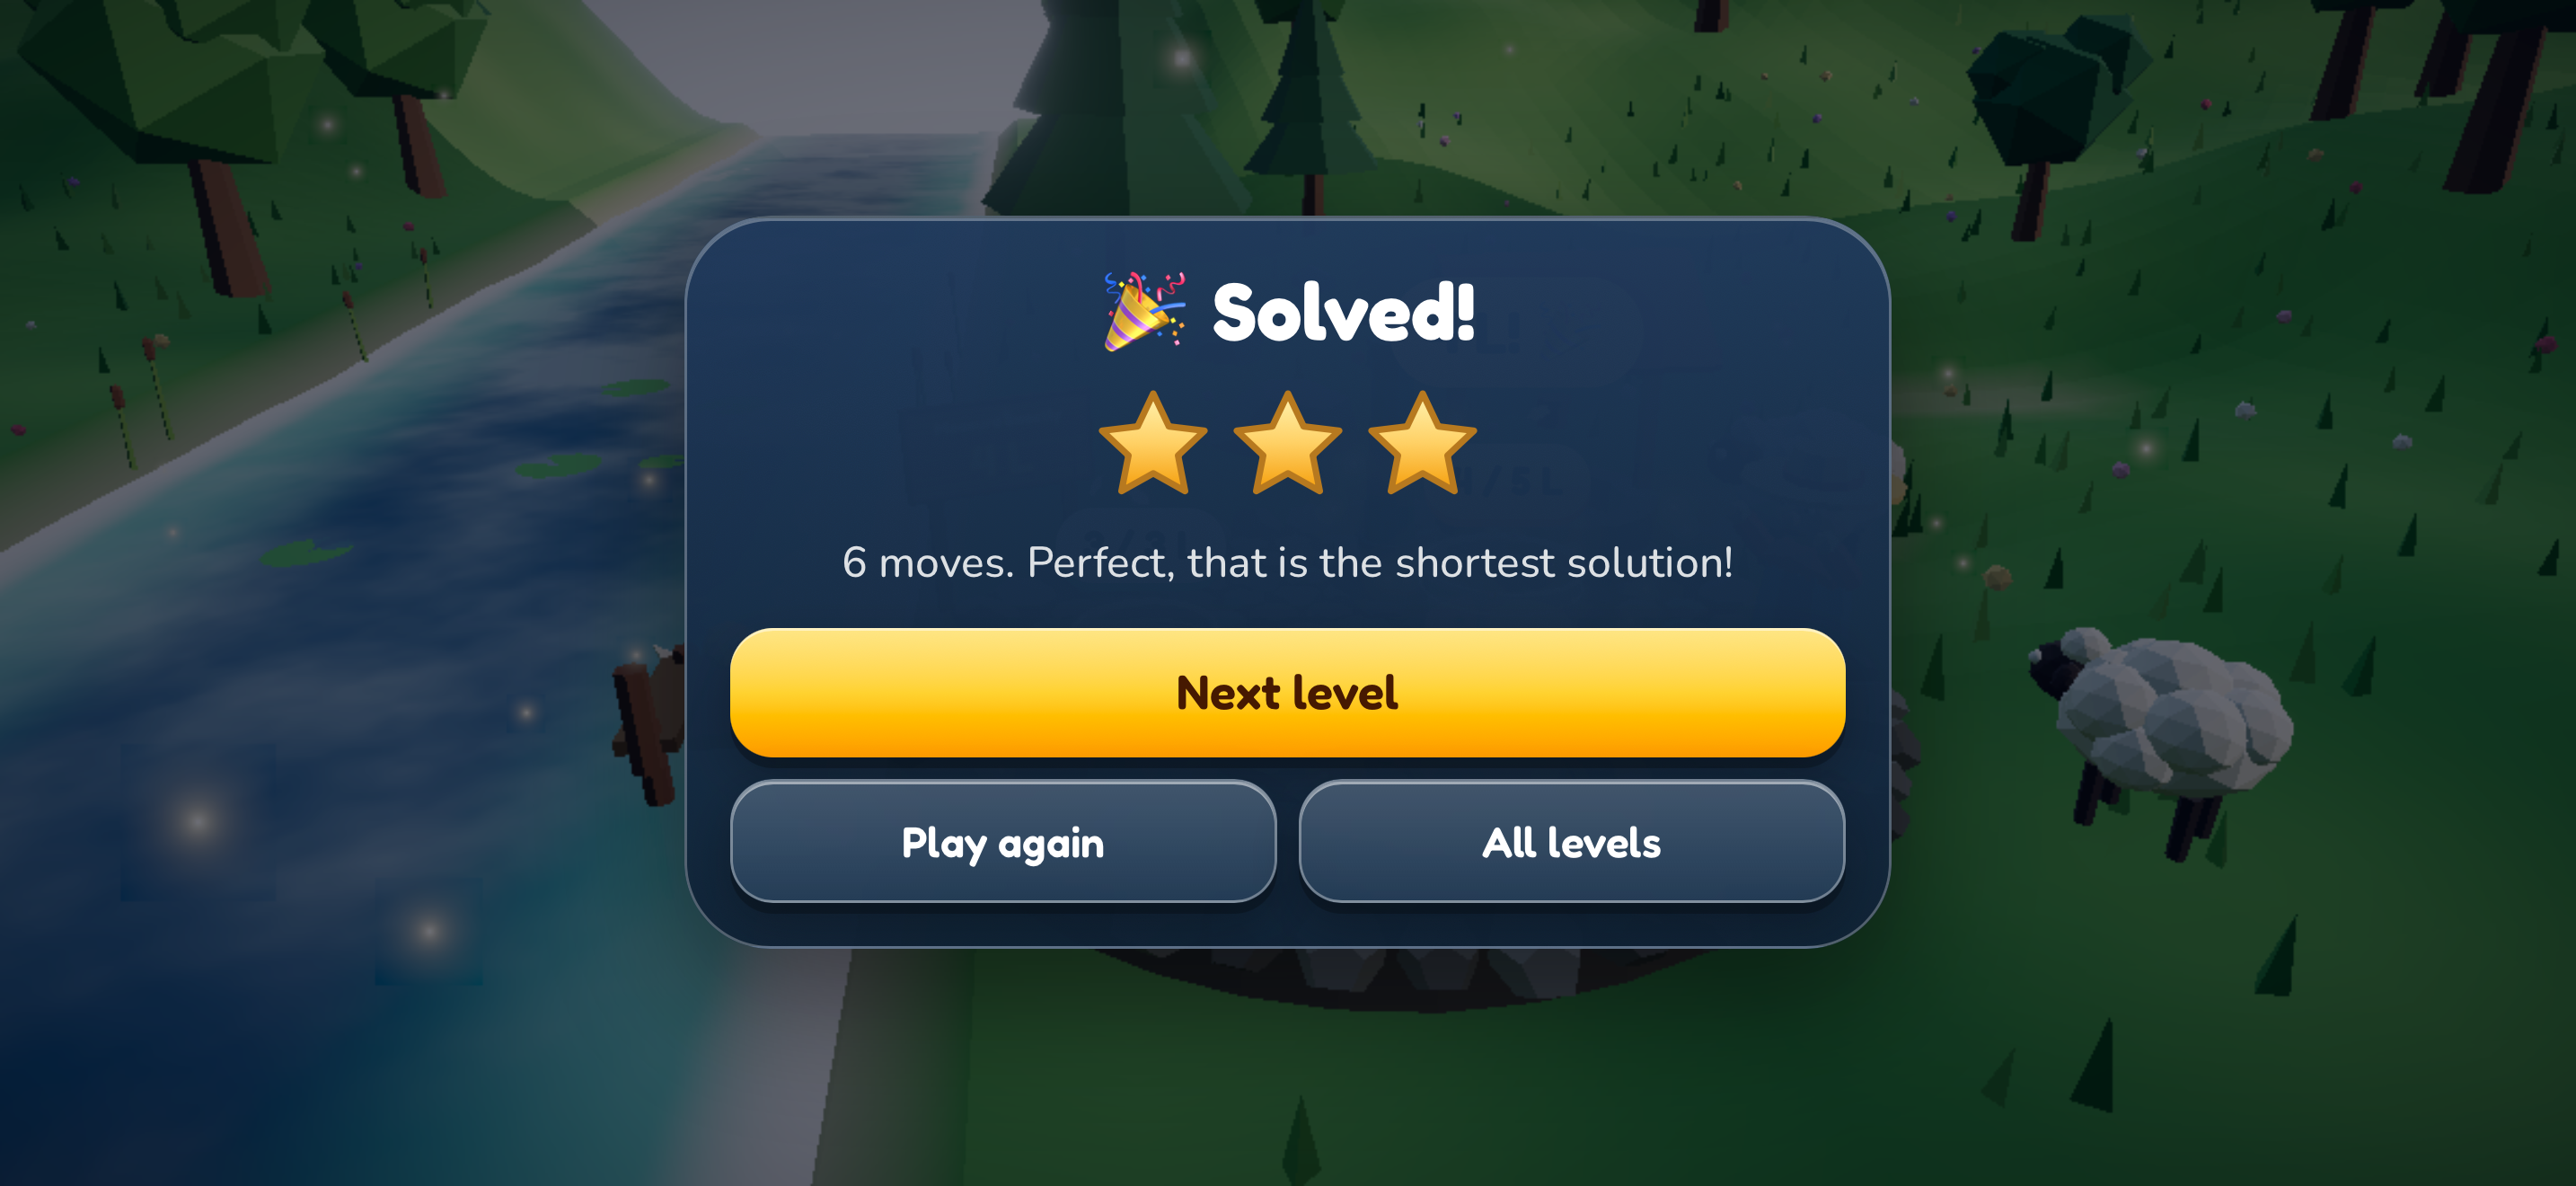 Solved!
6 moves. Perfect, that is the shortest solution!
Next level
Play again
All levels